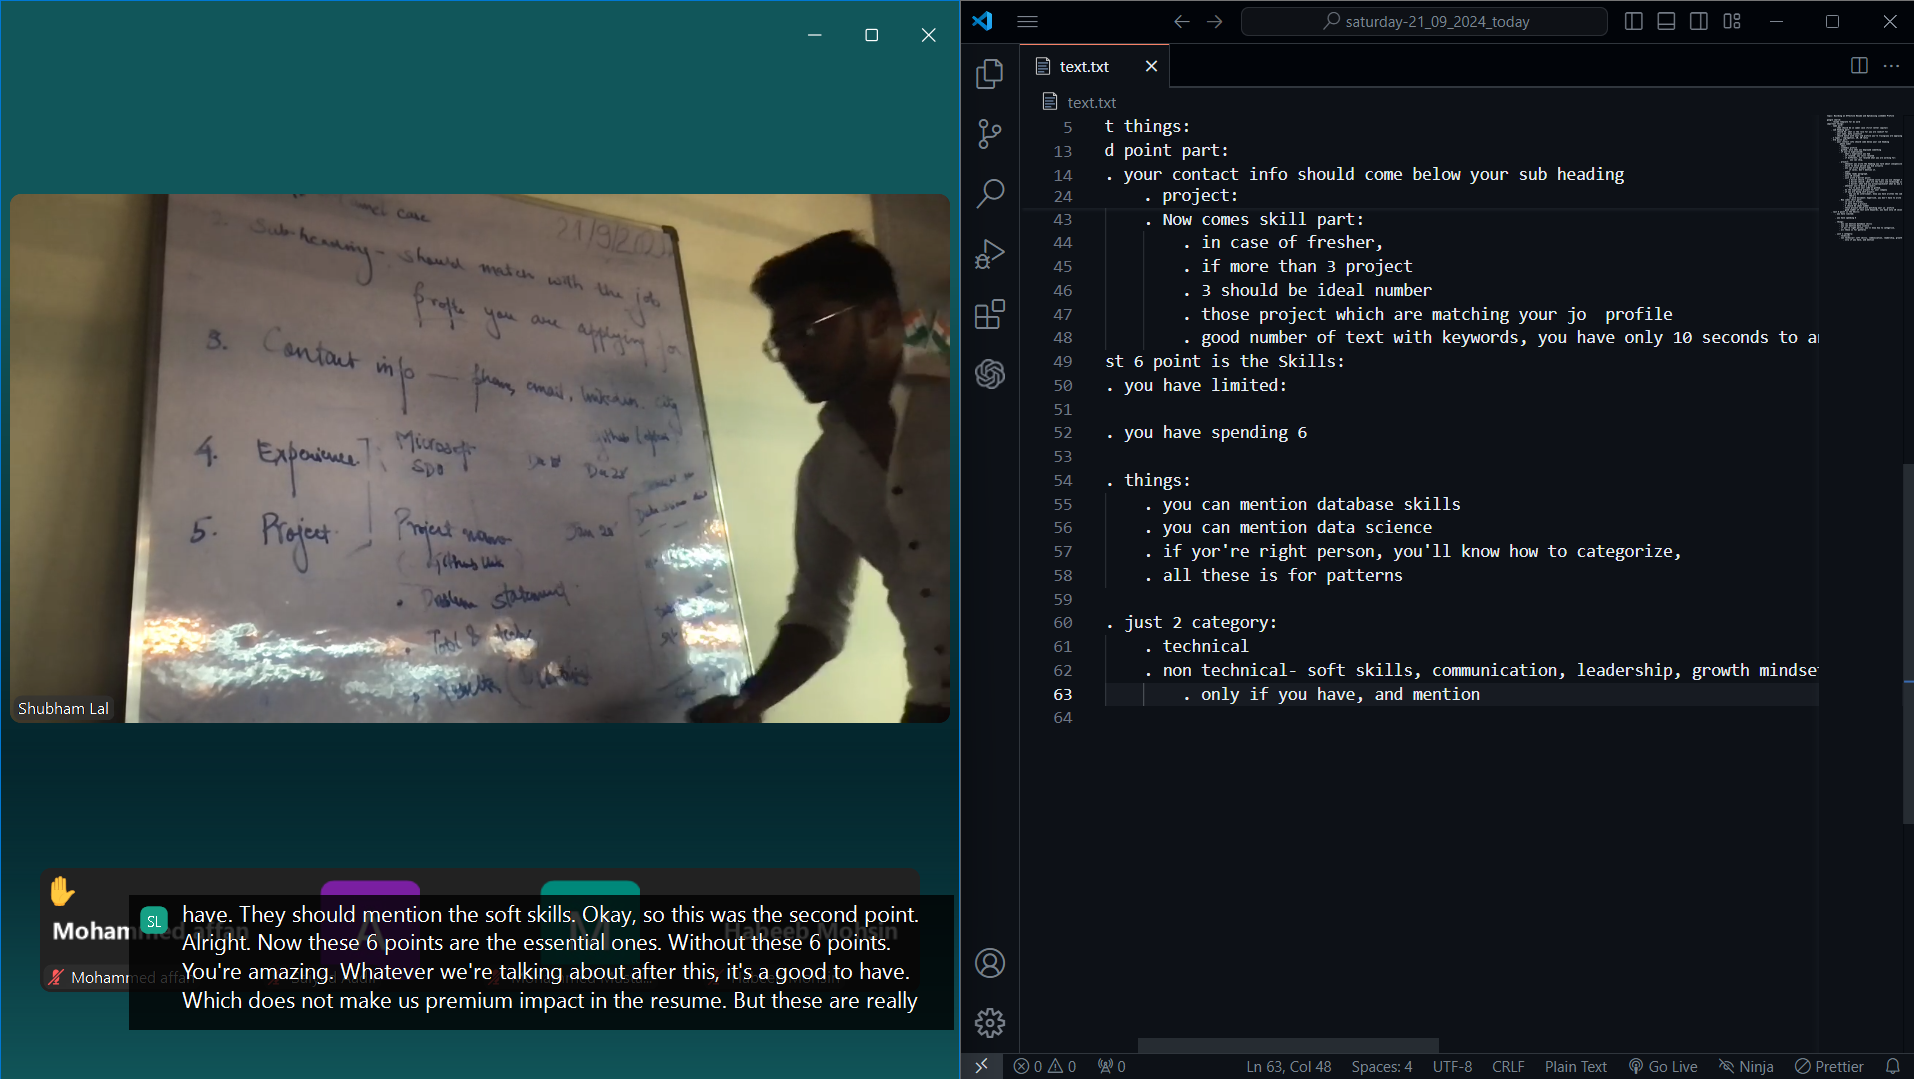 camel case
21/9/202
2. Sub-heading - should match with the job
profile you are applying for
3. Contact info — phone, email, linkedin, city
github (
4. Experience Microsoft
SDE
Dec
5. Project Project name
Github link
Problem statement
Tool &
Shubham Lal
Mohammed affan
Habeeb Mohsin
Mohammed affan
SL
have. They should mention the soft skills. Okay, so this was the second point.
Alright. Now these 6 points are the essential ones. Without these 6 points.
You're amazing. Whatever we're talking about after this, it's a good to have.
Which does not make us premium impact in the resume. But these are really
saturday-21_09_2024_today
text.txt
text.txt
5 t things:
13 d point part:
14 . your contact info should come below your sub heading
24 . project:
43 . Now comes skill part:
44 . in case of fresher,
45 . if more than 3 project
46 . 3 should be ideal number
47 . those project which are matching your jo  profile
48 . good number of text with keywords, you have only 10 seconds to
49 st 6 point is the Skills:
50 . you have limited:
51
52 . you have spending 6
53
54 . things:
55 . you can mention database skills
56 . you can mention data science
57 . if yor're right person, you'll know how to categorize,
58 . all these is for patterns
59
60 . just 2 category:
61 . technical
62 . non technical- soft skills, communication, leadership, growth mindse
63 . only if you have, and mention
64
0 0 0 Ln 63, Col 48 Spaces: 4 UTF-8 CRLF Plain Text Go Live Ninja Prettier